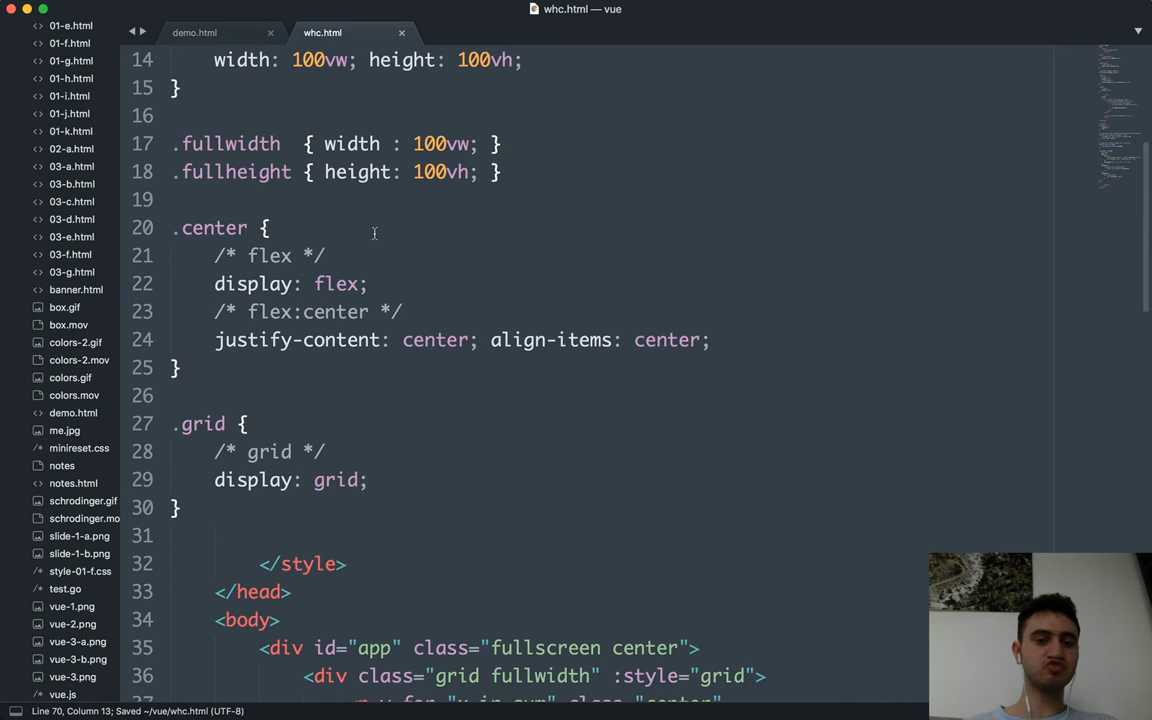 whc.html — vue
demo.html
whc.html
01-e.html
01-f.html
01-g.html
01-h.html
01-i.html
01-j.html
01-k.html
02-a.html
03-a.html
03-b.html
03-c.html
03-d.html
03-e.html
03-f.html
03-g.html
banner.html
box.gif
box.mov
colors-2.gif
colors-2.mov
colors.gif
colors.mov
demo.html
me.jpg
minireset.css
notes
notes.html
schrodinger.gif
schrodinger.mo
slide-1-a.png
slide-1-b.png
style-01-f.css
test.go
vue-1.png
vue-2.png
vue-3-a.png
vue-3-b.png
vue-3.png
vue.js
14 width: 100vw; height: 100vh;
15 }
16
17 .fullwidth { width : 100vw; }
18 .fullheight { height: 100vh; }
19
20 .center {
21 /* flex */
22 display: flex;
23 /* flex:center */
24 justify-content: center; align-items: center;
25 }
26
27 .grid {
28 /* grid */
29 display: grid;
30 }
31
32 </style>
33 </head>
34 <body>
35 <div id="app" class="fullscreen center">
36 <div class="grid fullwidth" :style="grid">
Line 70, Column 13; Saved ~/vue/whc.html (UTF-8)